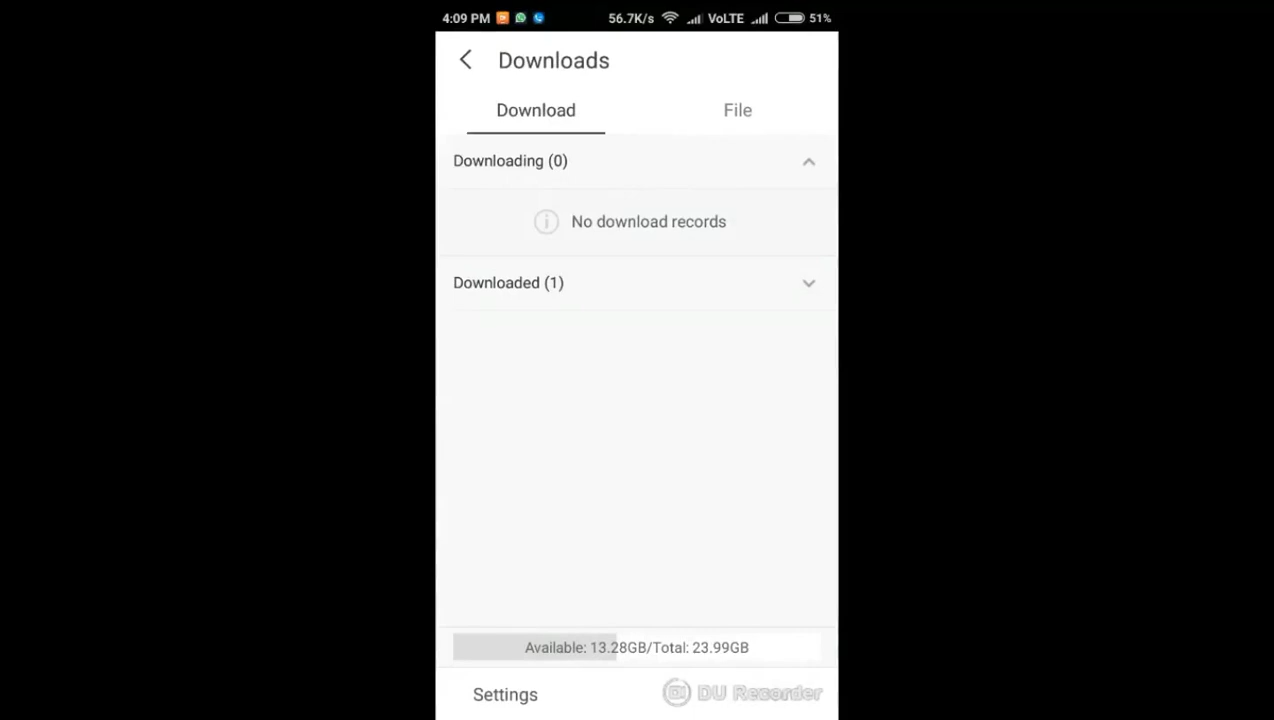 4:09 PM 56.7K/s VoLTE 51%
Downloads
Download File
Downloading (0)
No download records
Downloaded (1)
Available: 13.28GB/Total: 23.99GB
Settings DU Recorder